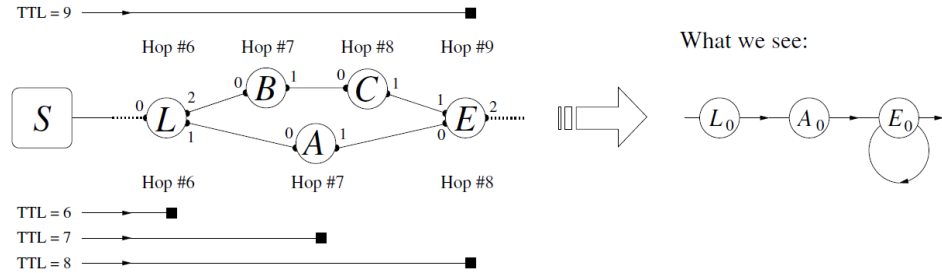 TTL = 9
Hop #6 Hop #7 Hop #8 Hop #9
What we see:
0 B 1 0 C 1
S 0 L 2 1 1 E 2 0
0 A 1
L0 A0 E0
Hop #6 Hop #7 Hop #8
TTL = 6
TTL = 7
TTL = 8